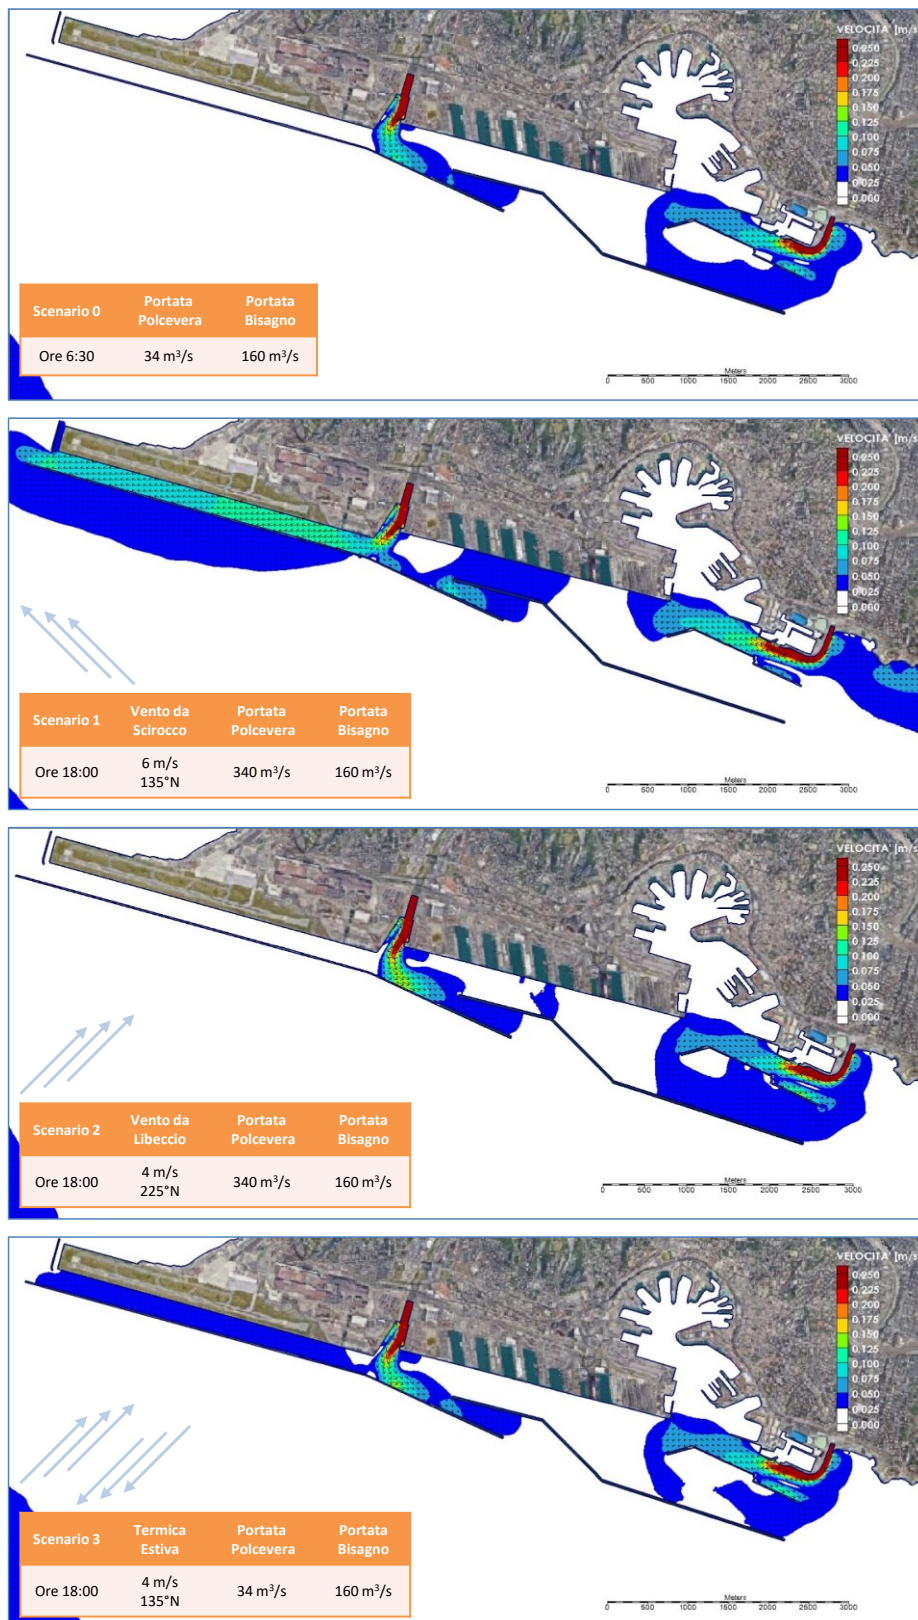 VELOCITA' [m/s]
0.250
0.225
0.200
0.175
0.150
0.125
0.100
0.075
0.050
0.025
0.000
Scenario 0 Portata Polcevera Portata Bisagno
Ore 6:30 34 m³/s 160 m³/s
Meters
0 500 1000 1500 2000 2500 3000
VELOCITA' [m/s]
0.250
0.225
0.200
0.175
0.150
0.125
0.100
0.075
0.050
0.025
0.000
Scenario 1 Vento da Scirocco Portata Polcevera Portata Bisagno
Ore 18:00 6 m/s 135°N 340 m³/s 160 m³/s
Meters
0 500 1000 1500 2000 2500 3000
VELOCITA' [m/s]
0.250
0.225
0.200
0.175
0.150
0.125
0.100
0.075
0.050
0.025
0.000
Scenario 2 Vento da Libeccio Portata Polcevera Portata Bisagno
Ore 18:00 4 m/s 225°N 340 m³/s 160 m³/s
Meters
0 500 1000 1500 2000 2500 3000
VELOCITA' [m/s]
0.250
0.225
0.200
0.175
0.150
0.125
0.100
0.075
0.050
0.025
0.000
Scenario 3 Termica Estiva Portata Polcevera Portata Bisagno
Ore 18:00 4 m/s 135°N 34 m³/s 160 m³/s
Meters
0 500 1000 1500 2000 2500 3000